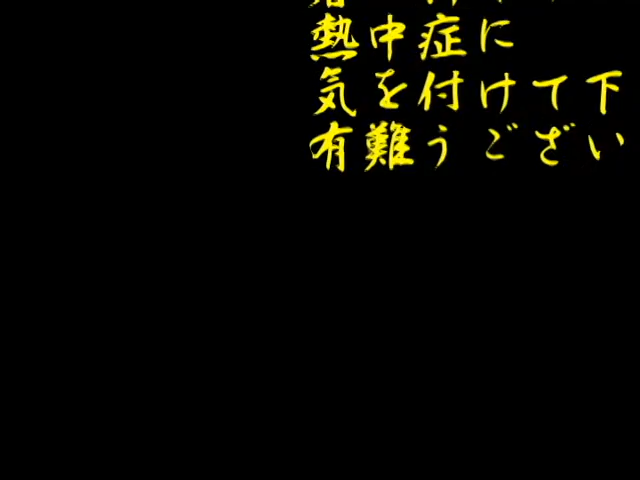 熱中症に
気を付けて下
有難うござい